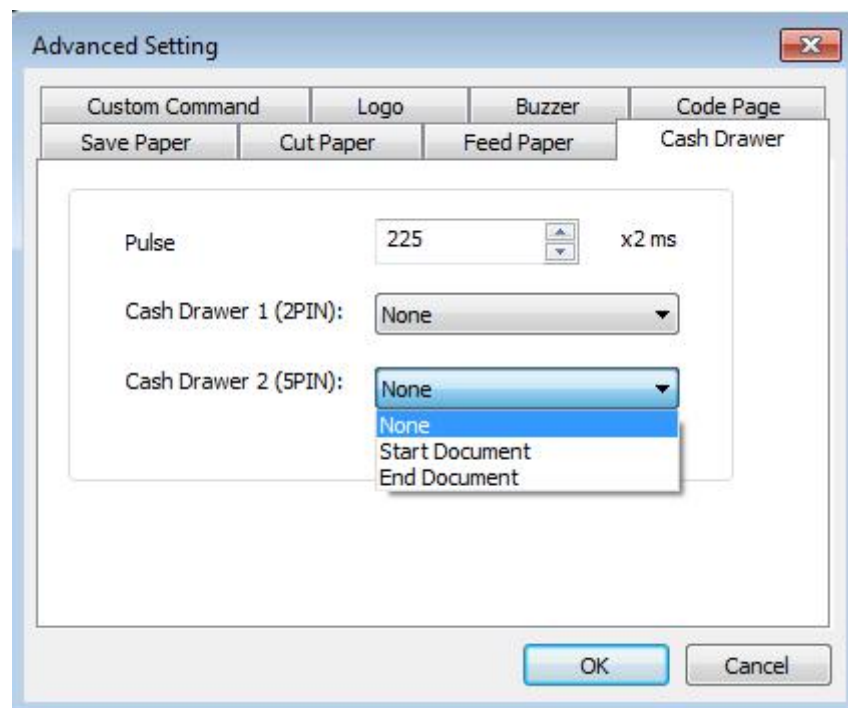 Advanced Setting
Custom Command Logo Buzzer Code Page
Save Paper Cut Paper Feed Paper Cash Drawer
Pulse 225 x2 ms
Cash Drawer 1 (2PIN): None
Cash Drawer 2 (5PIN): None
None
Start Document
End Document
OK Cancel